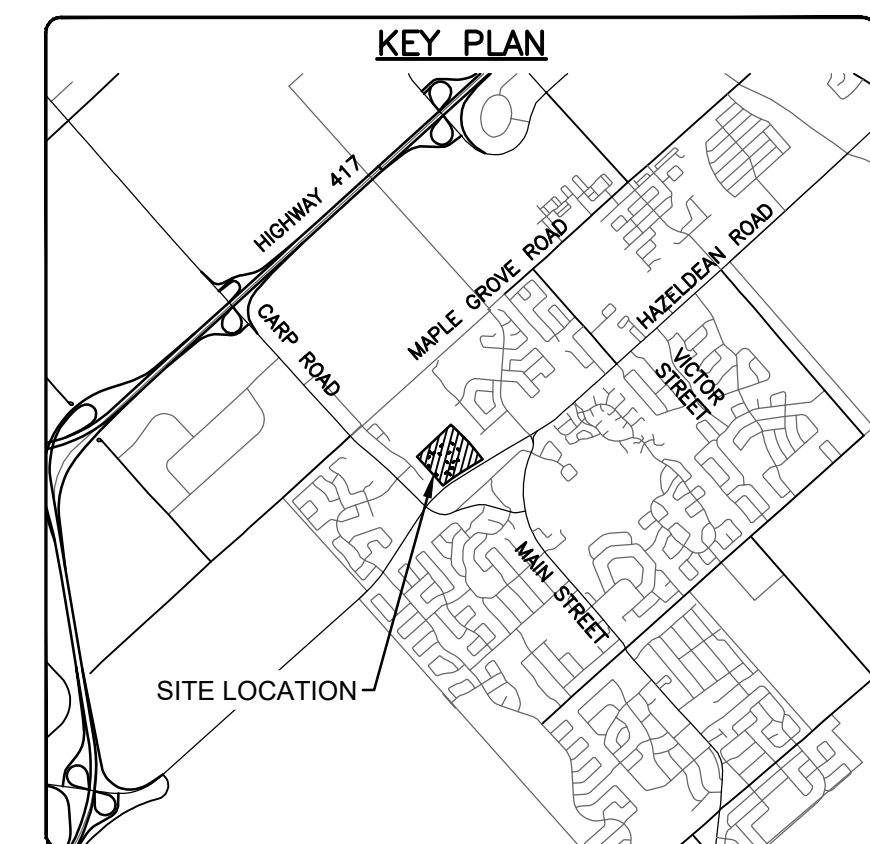 KEY PLAN
HIGHWAY 417
CARP ROAD
MAPLE GROVE ROAD
HAZELDEAN ROAD
VICTOR
STREET
MAIN STREET
SITE LOCATION